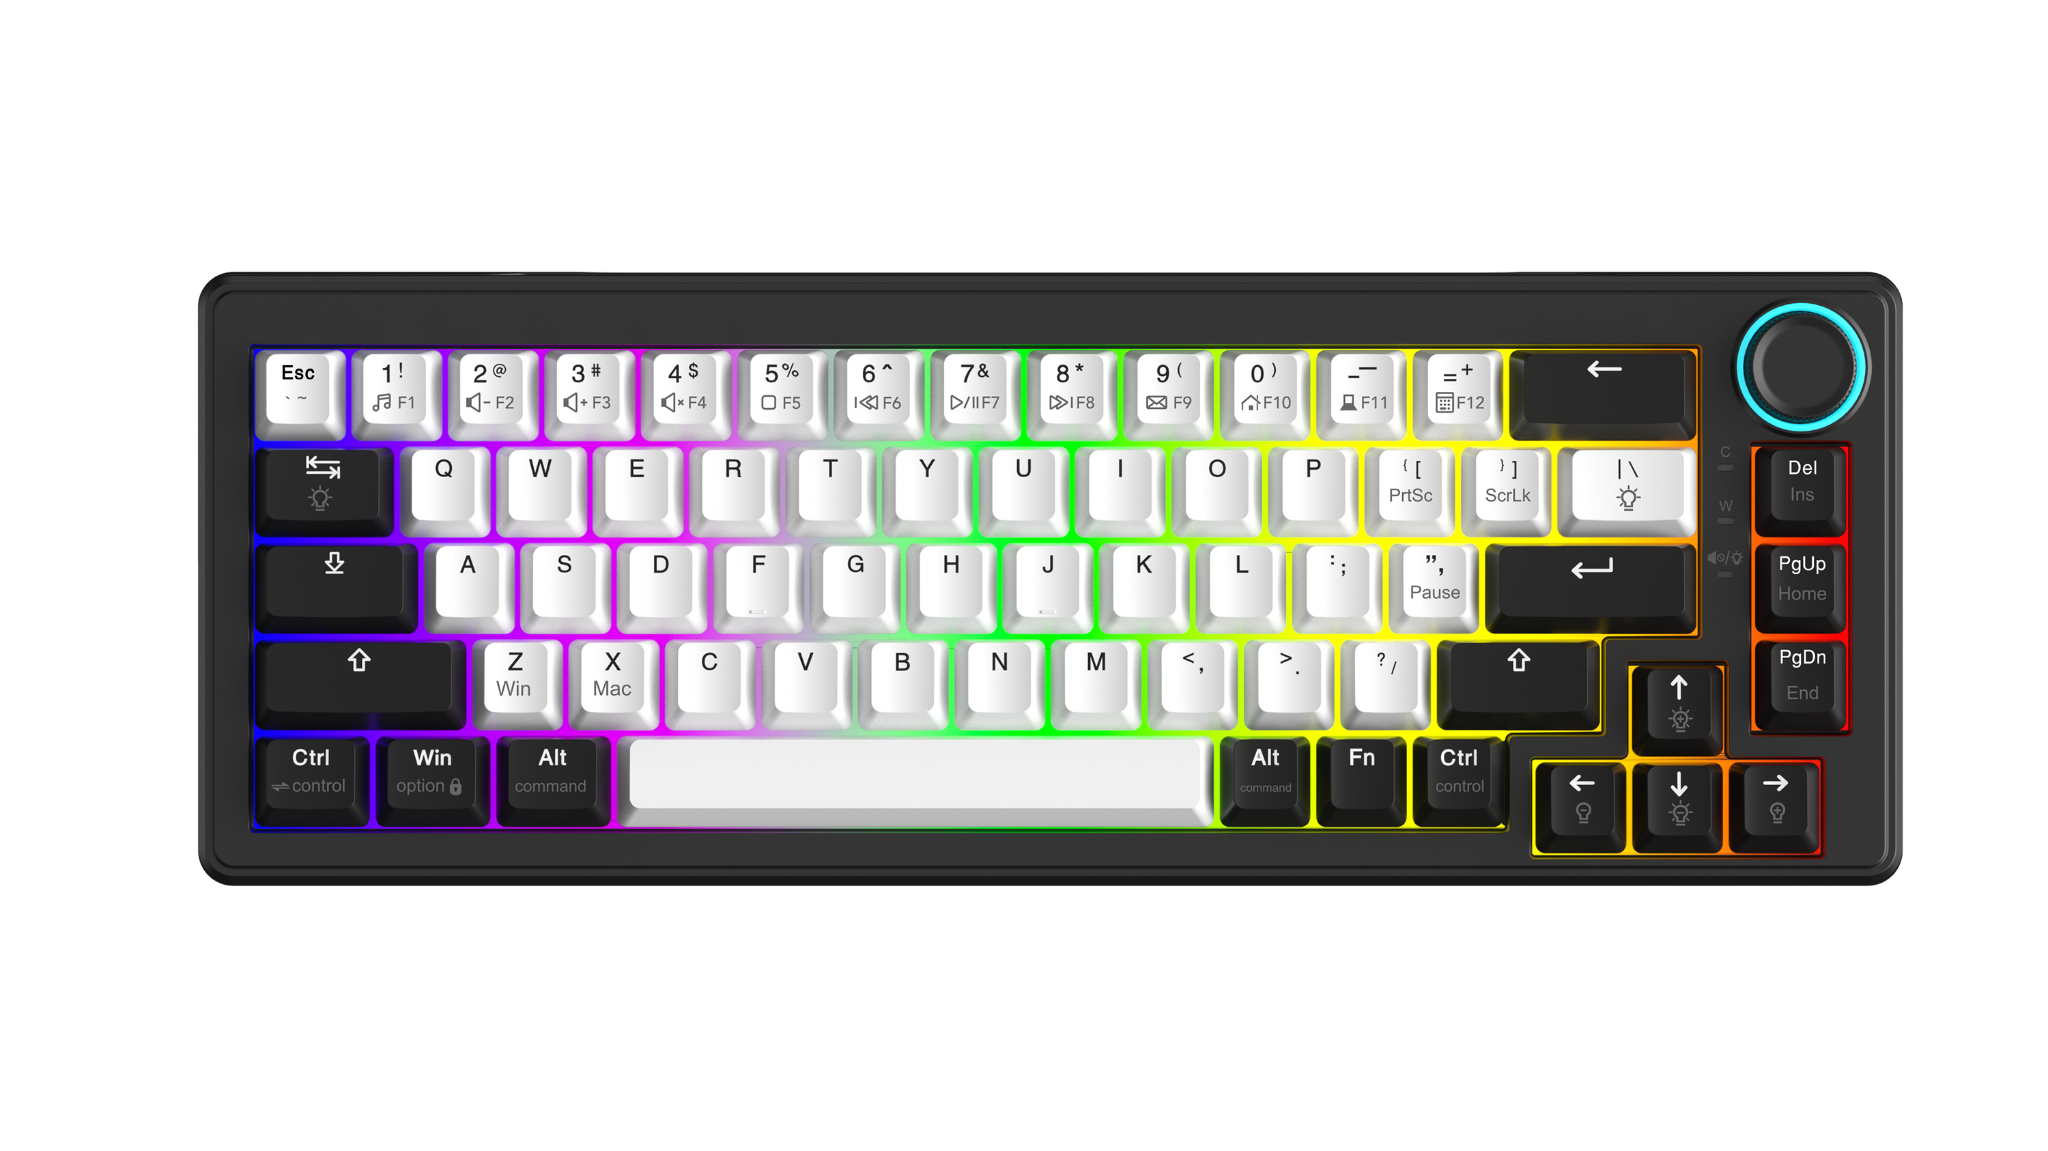 Esc 1! 2@ 3# 4$ 5% 6^ 7& 8* 9( 0) -— =+ ←
` ~ F1 - F2 + F3 × F4 F5 F6 F7 F8 F9 F10 F11 F12
C
Q W E R T Y U I O P { [ } ] | \ Del
PrtSc ScrLk Ins
W
A S D F G H J K L : ; ”, PgUp
Pause Home
Z X C V B N M < , > . ? / PgDn
Win Mac End
↑
Ctrl Win Alt Alt Fn Ctrl ← ↓ →
⇌control option command command control